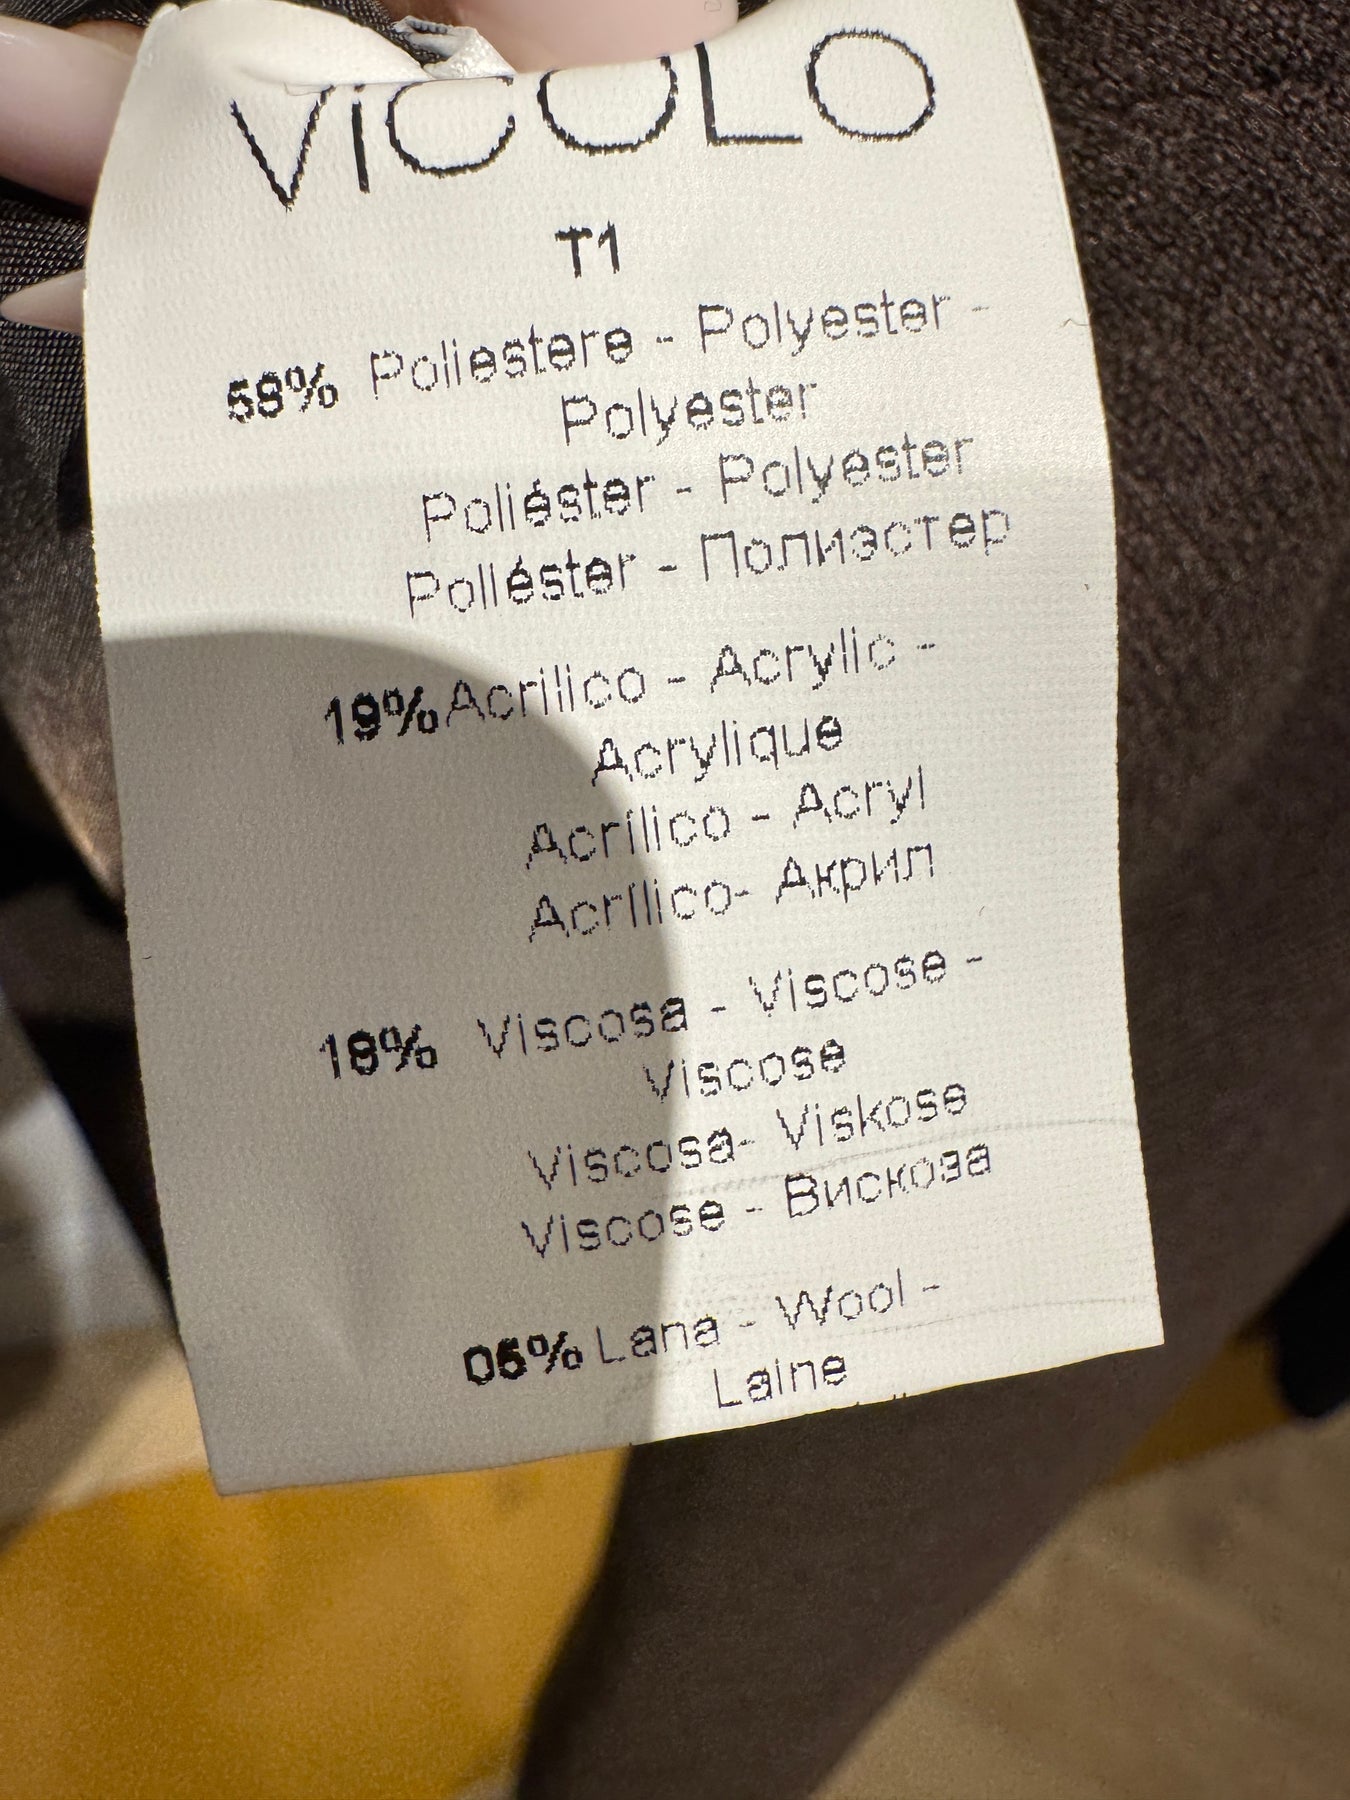 ViCOLO
T1
58% Poliestere - Polyester -
Polyester
Poliéster - Polyester
Poliéster - Полиэстер
19% Acrilico - Acrylic -
Acrylique
Acrílico - Acryl
Acrílico- Акрил
18% Viscosa - Viscose -
Viscose
Viscosa- Viskose
Viscose - Вискоза
05% Lana - Wool -
Laine